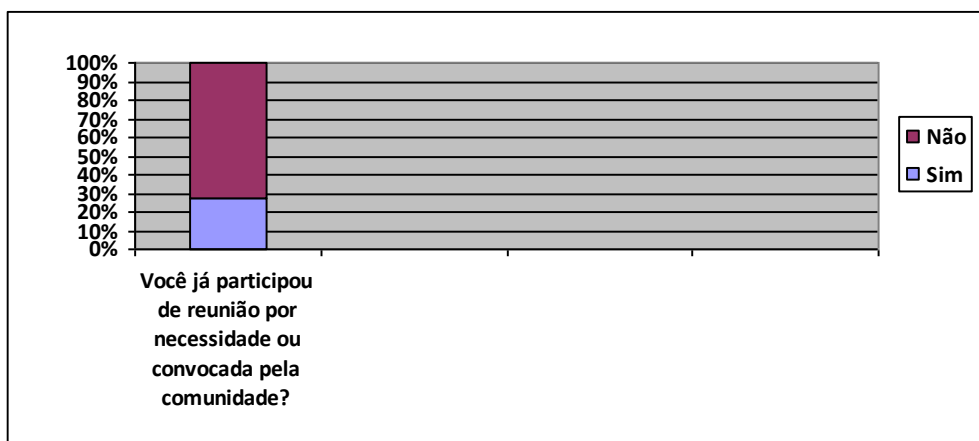 100%
90%
80%
70%
60%
50%
40%
30%
20%
10%
0%
Não
Sim
Você já participou
de reunião por
necessidade ou
convocada pela
comunidade?